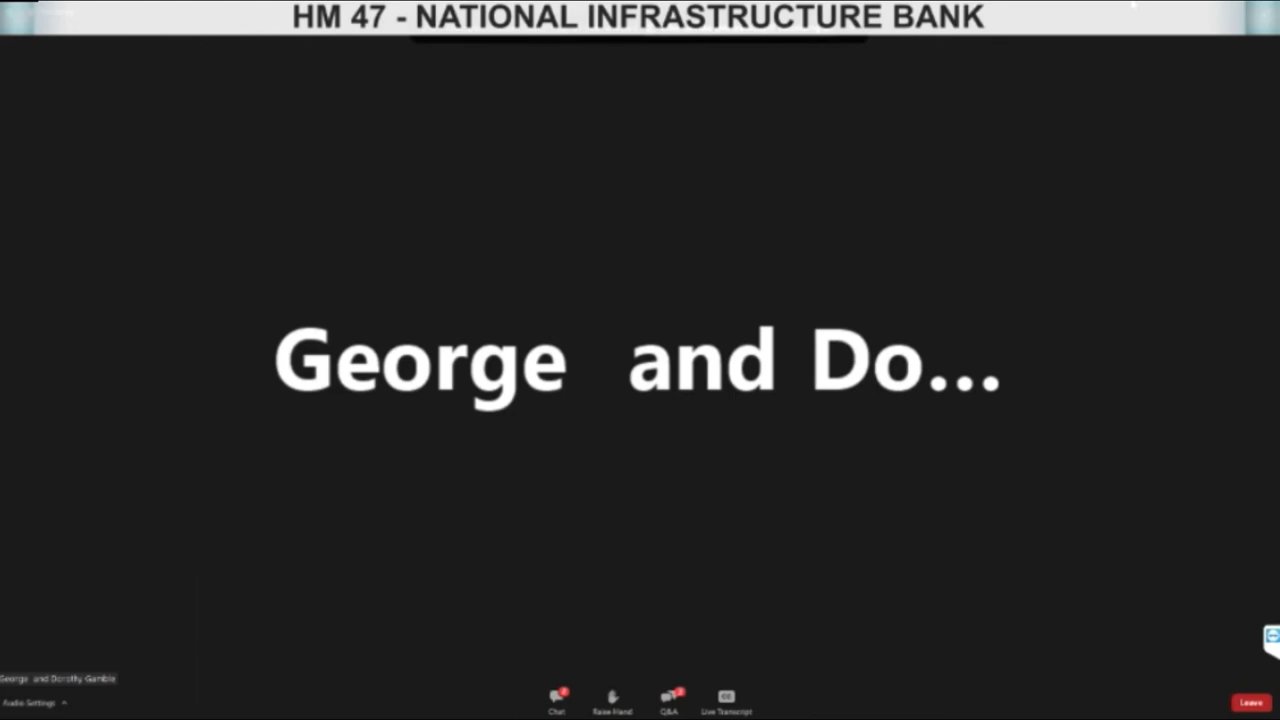 HM 47 - NATIONAL INFRASTRUCTURE BANK
George and Do...
George and Dorothy Gamble
Audio Settings
Chat
Raise Hand
Q&A
Live Transcript
Leave